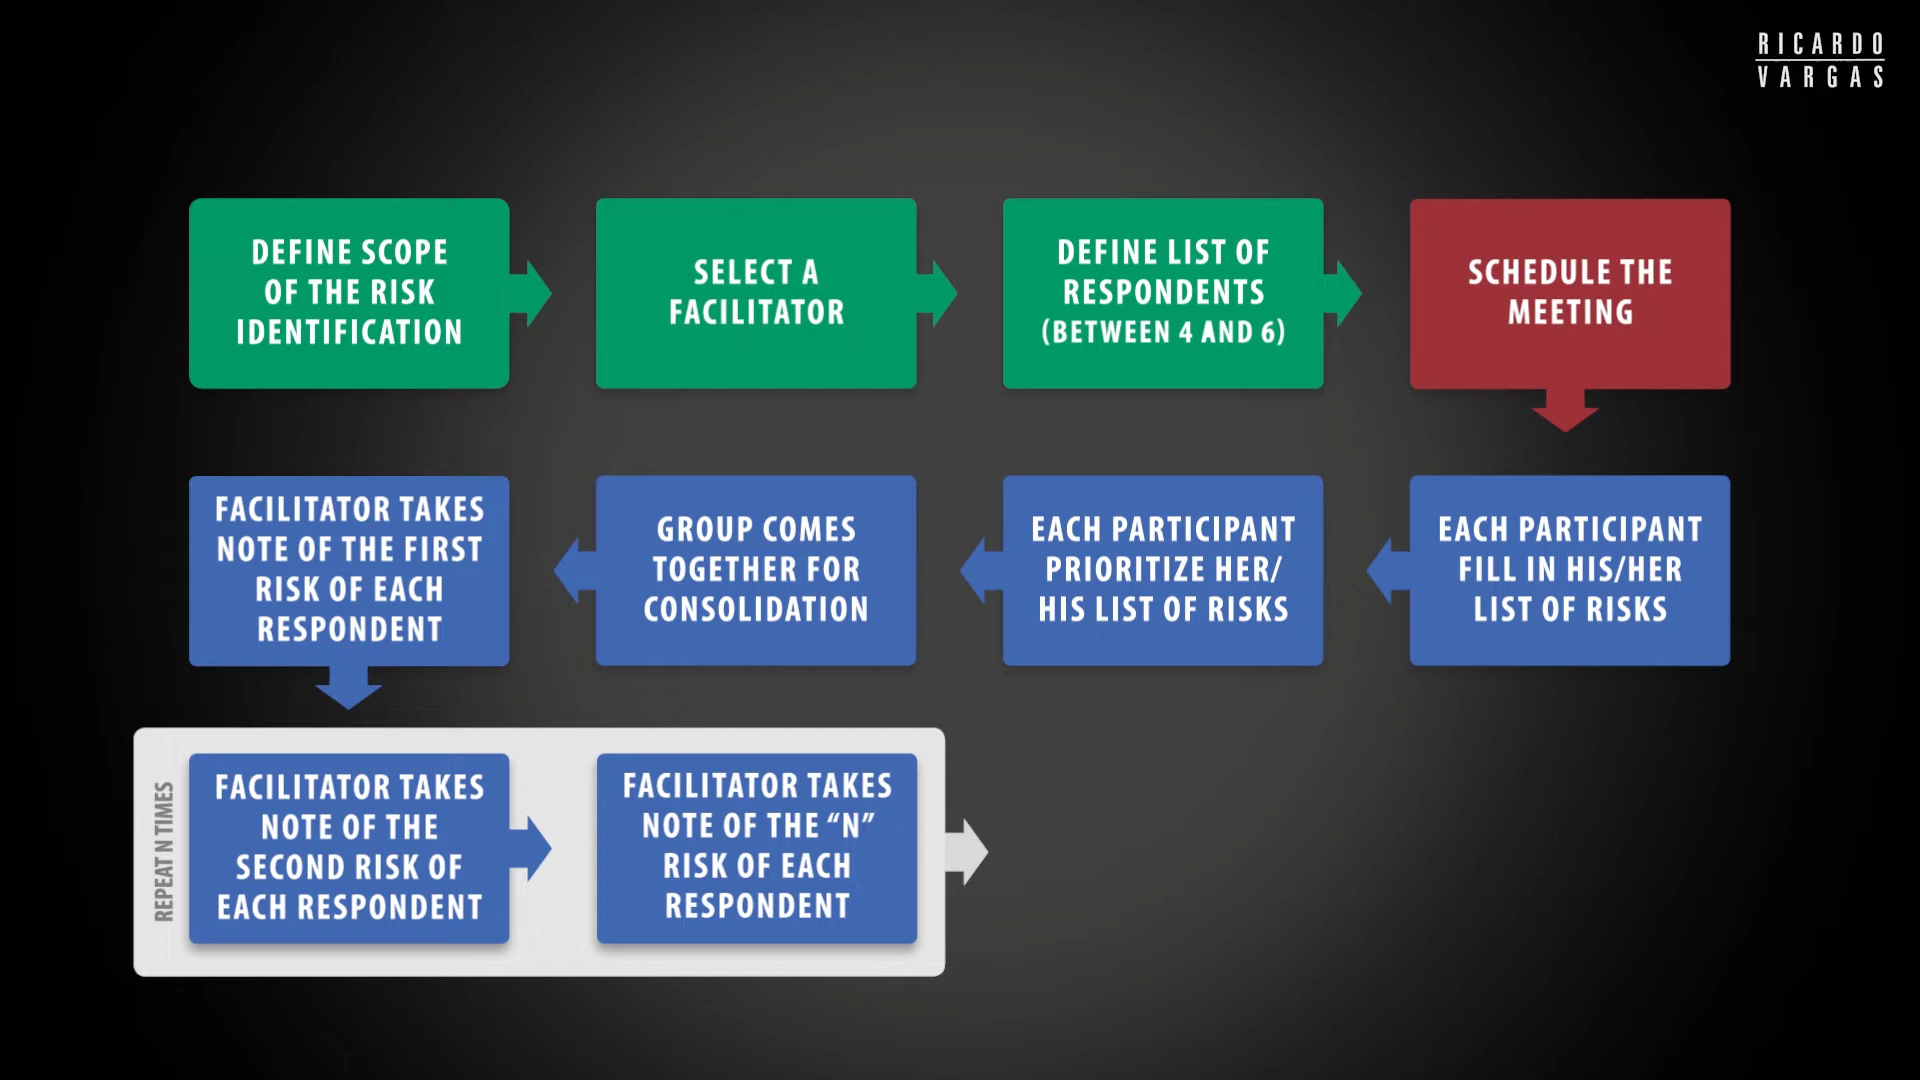 RICARDO
VARGAS
DEFINE SCOPE
OF THE RISK
IDENTIFICATION
SELECT A
FACILITATOR
DEFINE LIST OF
RESPONDENTS
(BETWEEN 4 AND 6)
SCHEDULE THE
MEETING
EACH PARTICIPANT
FILL IN HIS/HER
LIST OF RISKS
EACH PARTICIPANT
PRIORITIZE HER/
HIS LIST OF RISKS
GROUP COMES
TOGETHER FOR
CONSOLIDATION
FACILITATOR TAKES
NOTE OF THE FIRST
RISK OF EACH
RESPONDENT
REPEAT N TIMES
FACILITATOR TAKES
NOTE OF THE
SECOND RISK OF
EACH RESPONDENT
FACILITATOR TAKES
NOTE OF THE “N”
RISK OF EACH
RESPONDENT